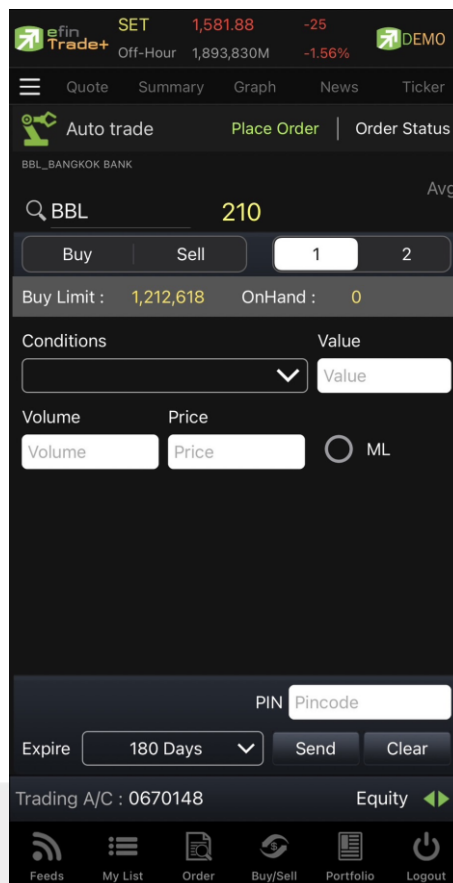 efin Trade+ SET 1,581.88 -25 DEMO
Off-Hour 1,893,830M -1.56%
Quote Summary Graph News Ticker
Auto trade Place Order | Order Status
BBL_BANGKOK BANK
Avg
BBL 210
Buy Sell 1 2
Buy Limit : 1,212,618 OnHand : 0
Conditions Value
Value
Volume Price
Volume Price ML
PIN Pincode
Expire 180 Days Send Clear
Trading A/C : 0670148 Equity
Feeds My List Order Buy/Sell Portfolio Logout